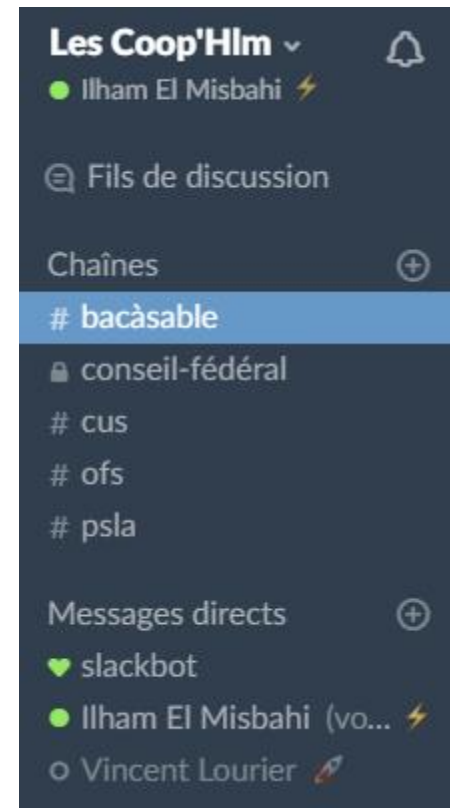 Les Coop'Hlm
Ilham El Misbahi ⚡
Fils de discussion
Chaînes
# bacàsable
conseil-fédéral
# cus
# ofs
# psla
Messages directs
slackbot
Ilham El Misbahi (vo... ⚡
Vincent Lourier 🚀